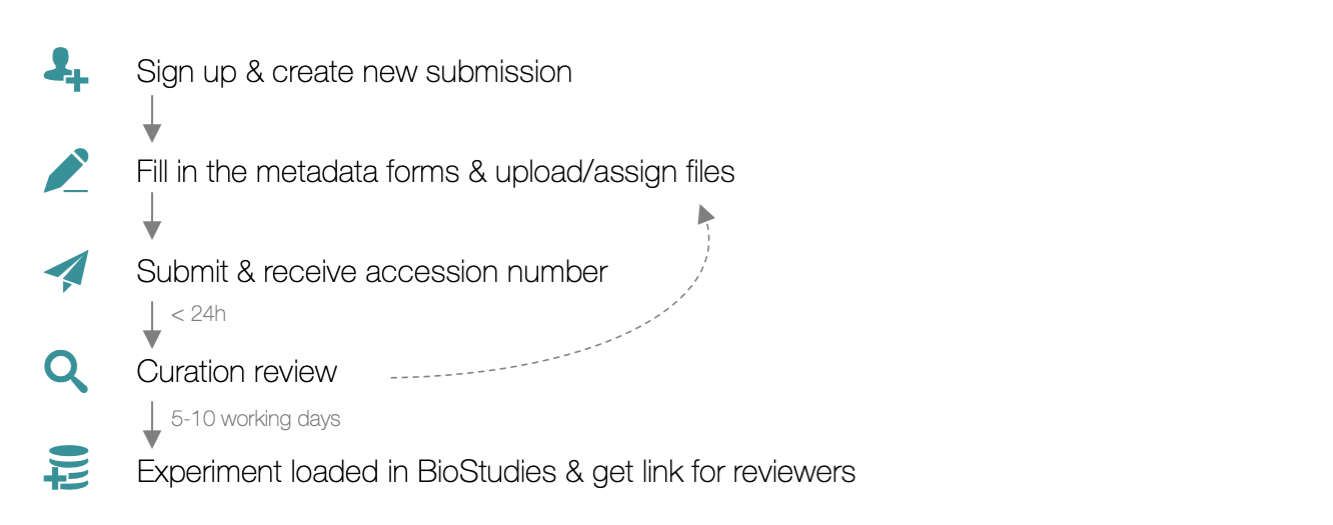 Sign up & create new submission
Fill in the metadata forms & upload/assign files
Submit & receive accession number
< 24h
Curation review
5-10 working days
Experiment loaded in BioStudies & get link for reviewers